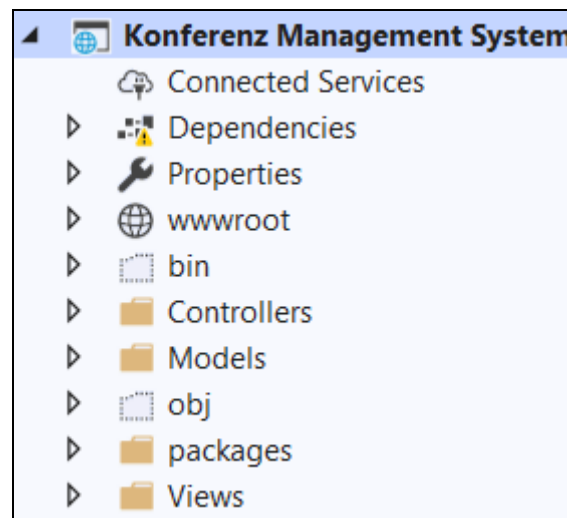 Konferenz Management System
Connected Services
Dependencies
Properties
wwwroot
bin
Controllers
Models
obj
packages
Views